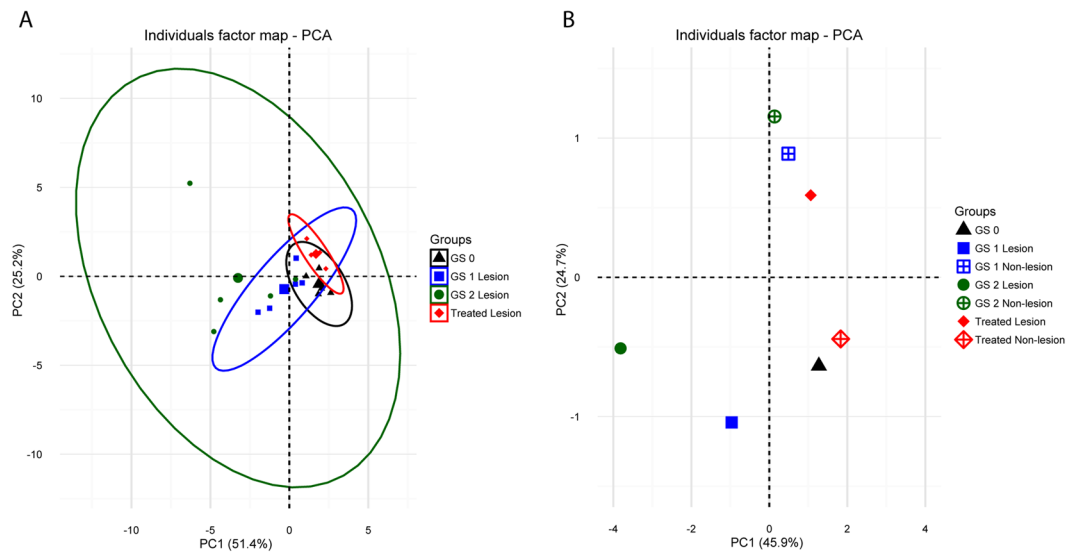 A
Individuals factor map - PCA
10
5
0
-5
-10
-10
-5
0
5
PC1 (51.4%)
PC2 (25.2%)
Groups
GS 0
GS 1 Lesion
GS 2 Lesion
Treated Lesion
B
Individuals factor map - PCA
1
0
-1
-4
-2
0
2
4
PC1 (45.9%)
PC2 (24.7%)
Groups
GS 0
GS 1 Lesion
GS 1 Non-lesion
GS 2 Lesion
GS 2 Non-lesion
Treated Lesion
Treated Non-lesion